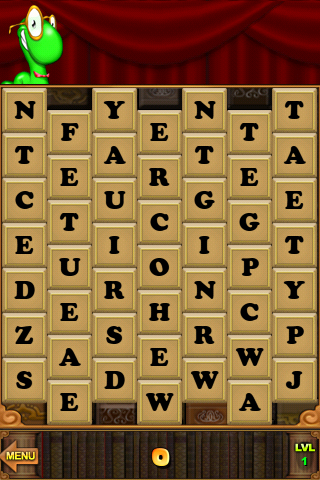 N Y N T
F E T
T A T A
E R E
C U G E
T C G
E I I T
U O P
D R N Y
E H C
Z S R P
A E W
S D W J
E W A
MENU 0 LVL
1